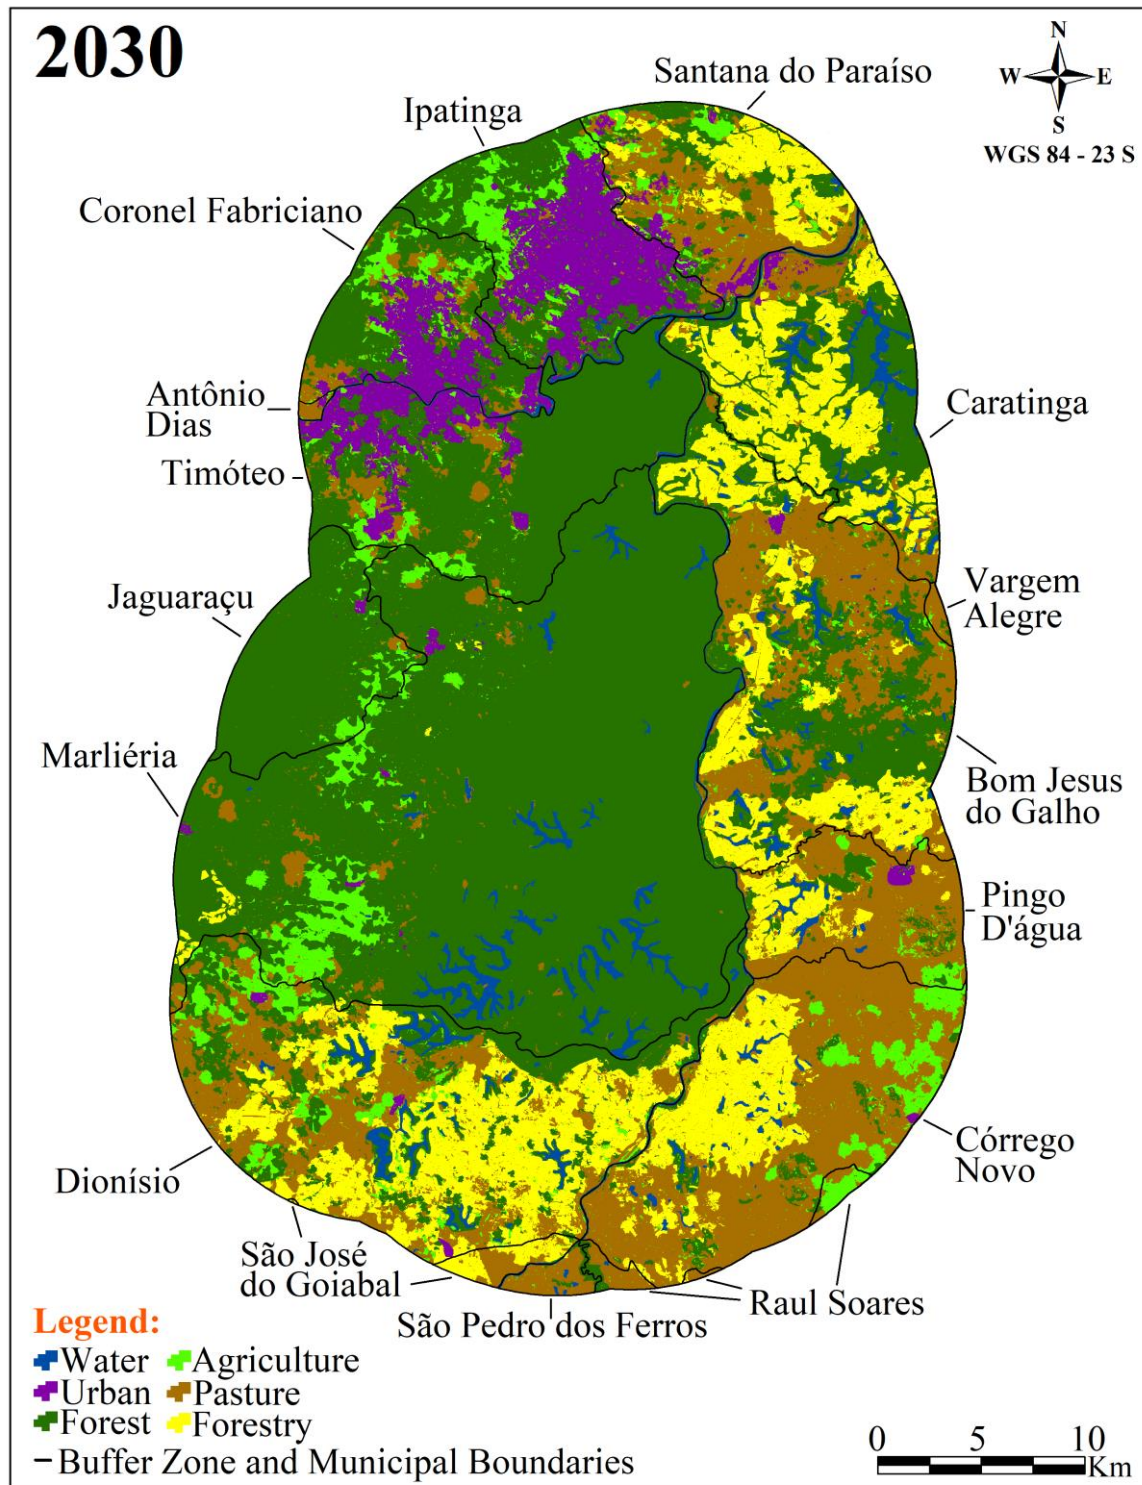 2030
N
W E
S
WGS 84 - 23 S
Santana do Paraíso
Ipatinga
Coronel Fabriciano
Antônio
Dias
Caratinga
Timóteo
Vargem
Alegre
Jaguaraçu
Marliéria
Bom Jesus
do Galho
Pingo
D'água
Córrego
Novo
Dionísio
São José
do Goiabal
Raul Soares
São Pedro dos Ferros
Legend:
Water Agriculture
Urban Pasture
Forest Forestry
Buffer Zone and Municipal Boundaries
0 5 10
Km